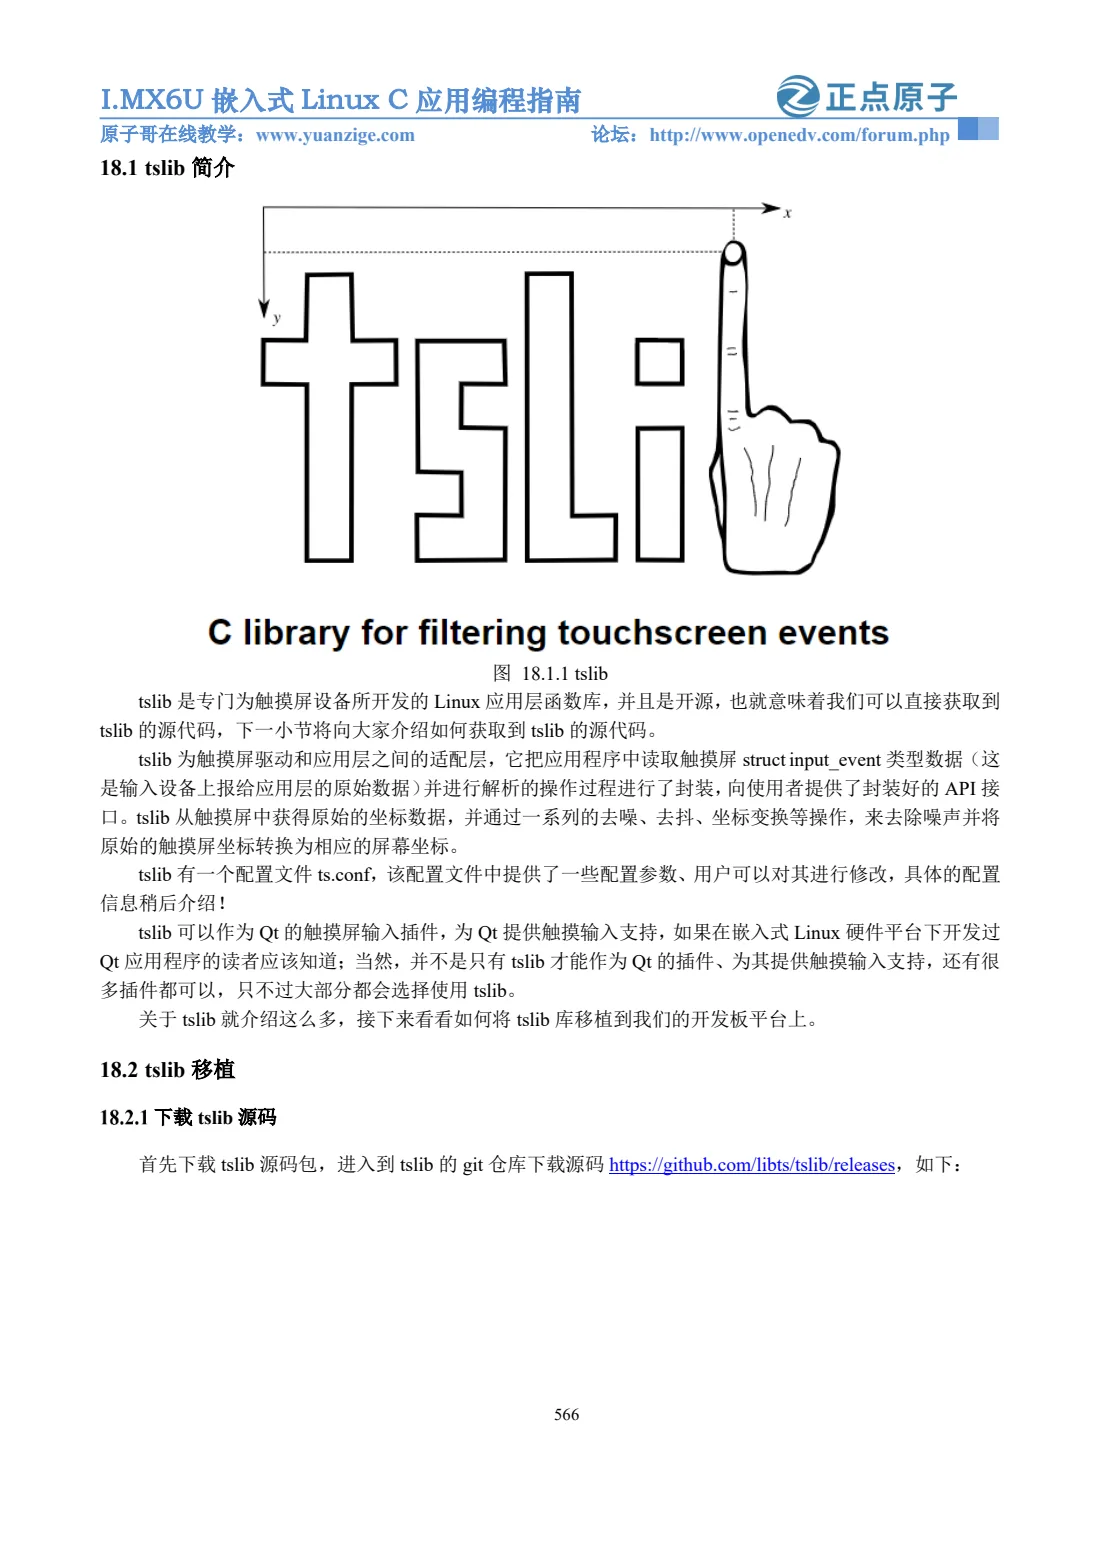 I.MX6U 嵌入式 Linux C 应用编程指南
正点原子
原子哥在线教学：www.yuanzige.com 论坛：http://www.openedv.com/forum.php
18.1 tslib 简介
x
y
tsLi
C library for filtering touchscreen events
图 18.1.1 tslib
tslib 是专门为触摸屏设备所开发的 Linux 应用层函数库，并且是开源，也就意味着我们可以直接获取到
tslib 的源代码，下一小节将向大家介绍如何获取到 tslib 的源代码。
tslib 为触摸屏驱动和应用层之间的适配层，它把应用程序中读取触摸屏 struct input_event 类型数据（这
是输入设备上报给应用层的原始数据）并进行解析的操作过程进行了封装，向使用者提供了封装好的 API 接
口。tslib 从触摸屏中获得原始的坐标数据，并通过一系列的去噪、去抖、坐标变换等操作，来去除噪声并将
原始的触摸屏坐标转换为相应的屏幕坐标。
tslib 有一个配置文件 ts.conf，该配置文件中提供了一些配置参数、用户可以对其进行修改，具体的配置
信息稍后介绍！
tslib 可以作为 Qt 的触摸屏输入插件，为 Qt 提供触摸输入支持，如果在嵌入式 Linux 硬件平台下开发过
Qt 应用程序的读者应该知道；当然，并不是只有 tslib 才能作为 Qt 的插件、为其提供触摸输入支持，还有很
多插件都可以，只不过大部分都会选择使用 tslib。
关于 tslib 就介绍这么多，接下来看看如何将 tslib 库移植到我们的开发板平台上。
18.2 tslib 移植
18.2.1 下载 tslib 源码
首先下载 tslib 源码包，进入到 tslib 的 git 仓库下载源码 https://github.com/libts/tslib/releases，如下：
566